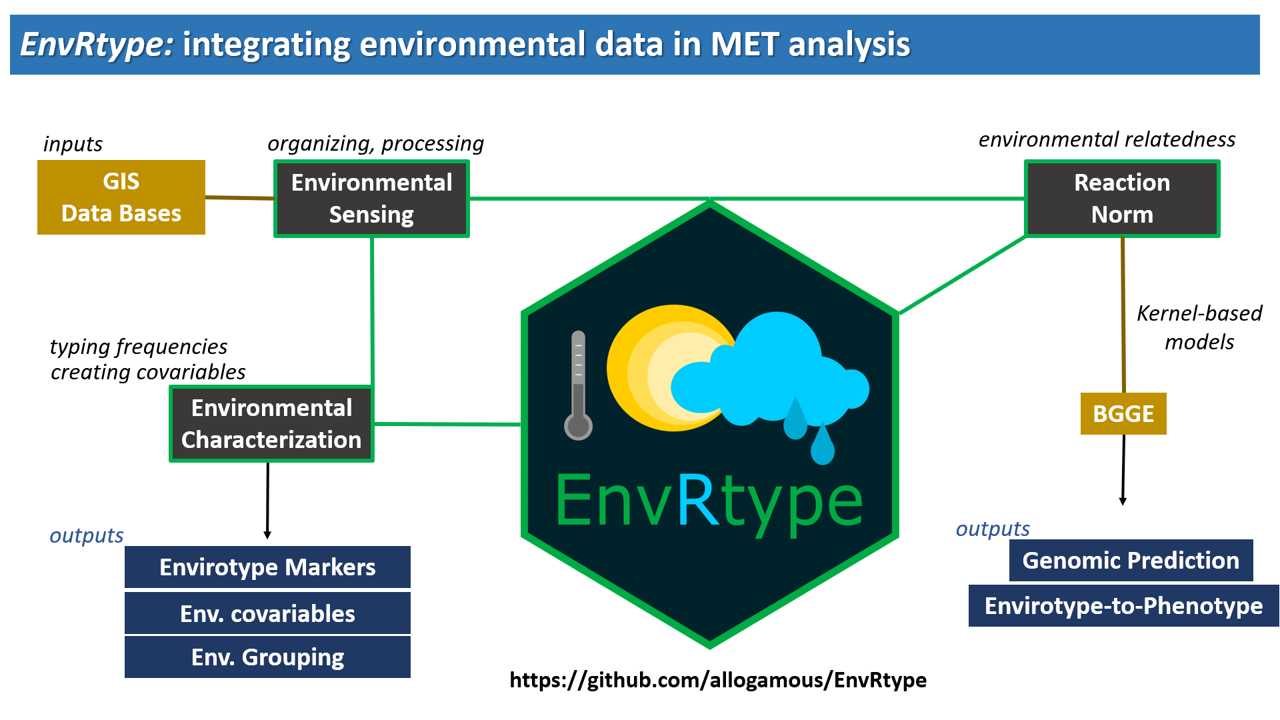 EnvRtype: integrating environmental data in MET analysis
inputs
GIS
Data Bases
organizing, processing
Environmental
Sensing
environmental relatedness
Reaction
Norm
Kernel-based
models
BGGE
typing frequencies
creating covariables
Environmental
Characterization
EnvRtype
outputs
Envirotype Markers
Env. covariables
Env. Grouping
outputs
Genomic Prediction
Envirotype-to-Phenotype
https://github.com/allogamous/EnvRtype